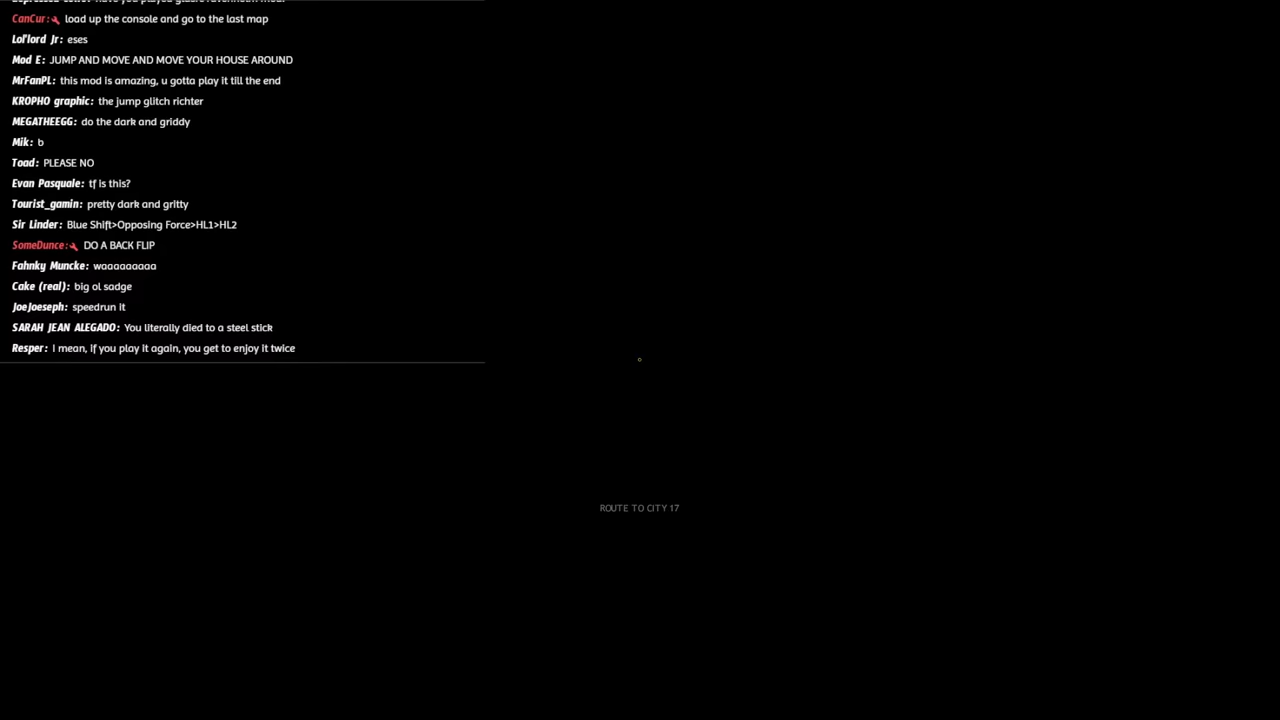 CanCur: load up the console and go to the last map
Lol'lord Jr: eses
Mod E: JUMP AND MOVE AND MOVE YOUR HOUSE AROUND
MrFanPL: this mod is amazing, u gotta play it till the end
KROPHO graphic: the jump glitch richter
MEGATHEEGG: do the dark and griddy
Mik: b
Toad: PLEASE NO
Evan Pasquale: tf is this?
Tourist_gamin: pretty dark and gritty
Sir Linder: Blue Shift>Opposing Force>HL1>HL2
SomeDunce: DO A BACK FLIP
Fahnky Muncke: waaaaaaaaa
Cake (real): big ol sadge
JoeJoeseph: speedrun it
SARAH JEAN ALEGADO: You literally died to a steel stick
Resper: I mean, if you play it again, you get to enjoy it twice
ROUTE TO CITY 17